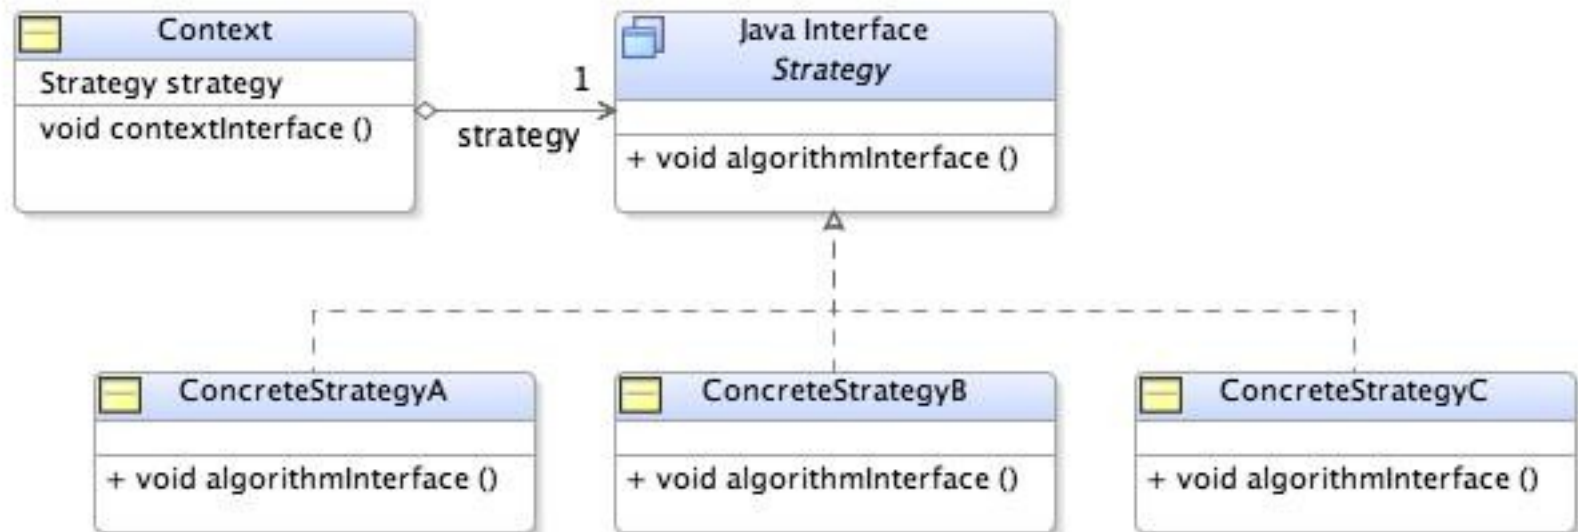 Context
Strategy strategy
void contextInterface ()
1
strategy
Java Interface
Strategy
+ void algorithmInterface ()
ConcreteStrategyA
+ void algorithmInterface ()
ConcreteStrategyB
+ void algorithmInterface ()
ConcreteStrategyC
+ void algorithmInterface ()